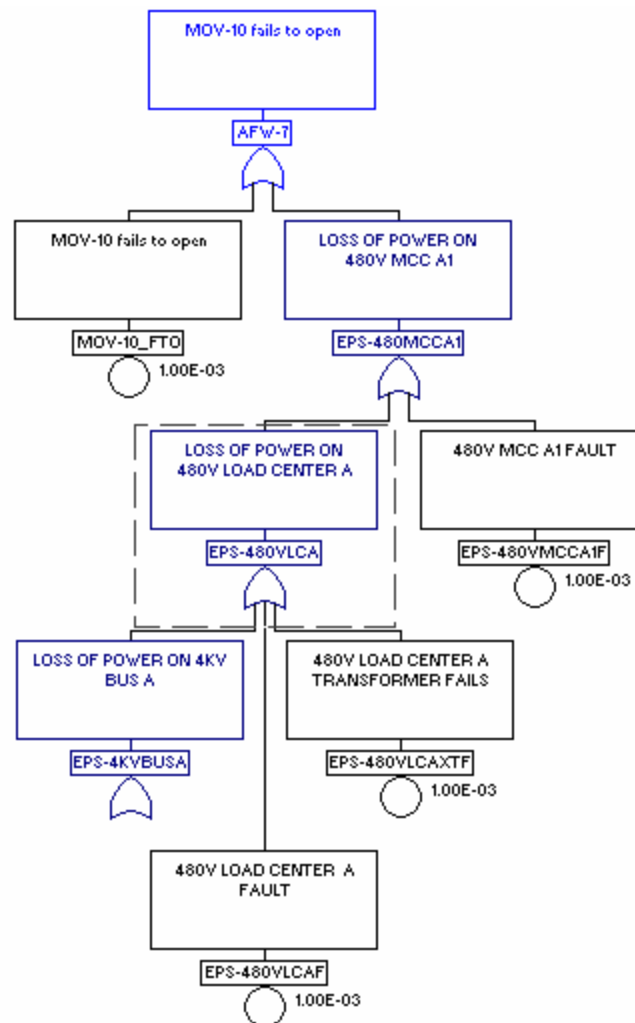 MOV-10 fails to open
AFW-7
MOV-10 fails to open
LOSS OF POWER ON
480V MCC A1
MOV-10_FTO
1.00E-03
EPS-480MCCA1
LOSS OF POWER ON
480V LOAD CENTER A
480V MCC A1 FAULT
EPS-480VLCA
EPS-480VMCCA1F
1.00E-03
LOSS OF POWER ON 4KV
BUS A
480V LOAD CENTER A
TRANSFORMER FAILS
EPS-4KVBUSA
EPS-480VLCAXTF
1.00E-03
480V LOAD CENTER A
FAULT
EPS-480VLCAF
1.00E-03